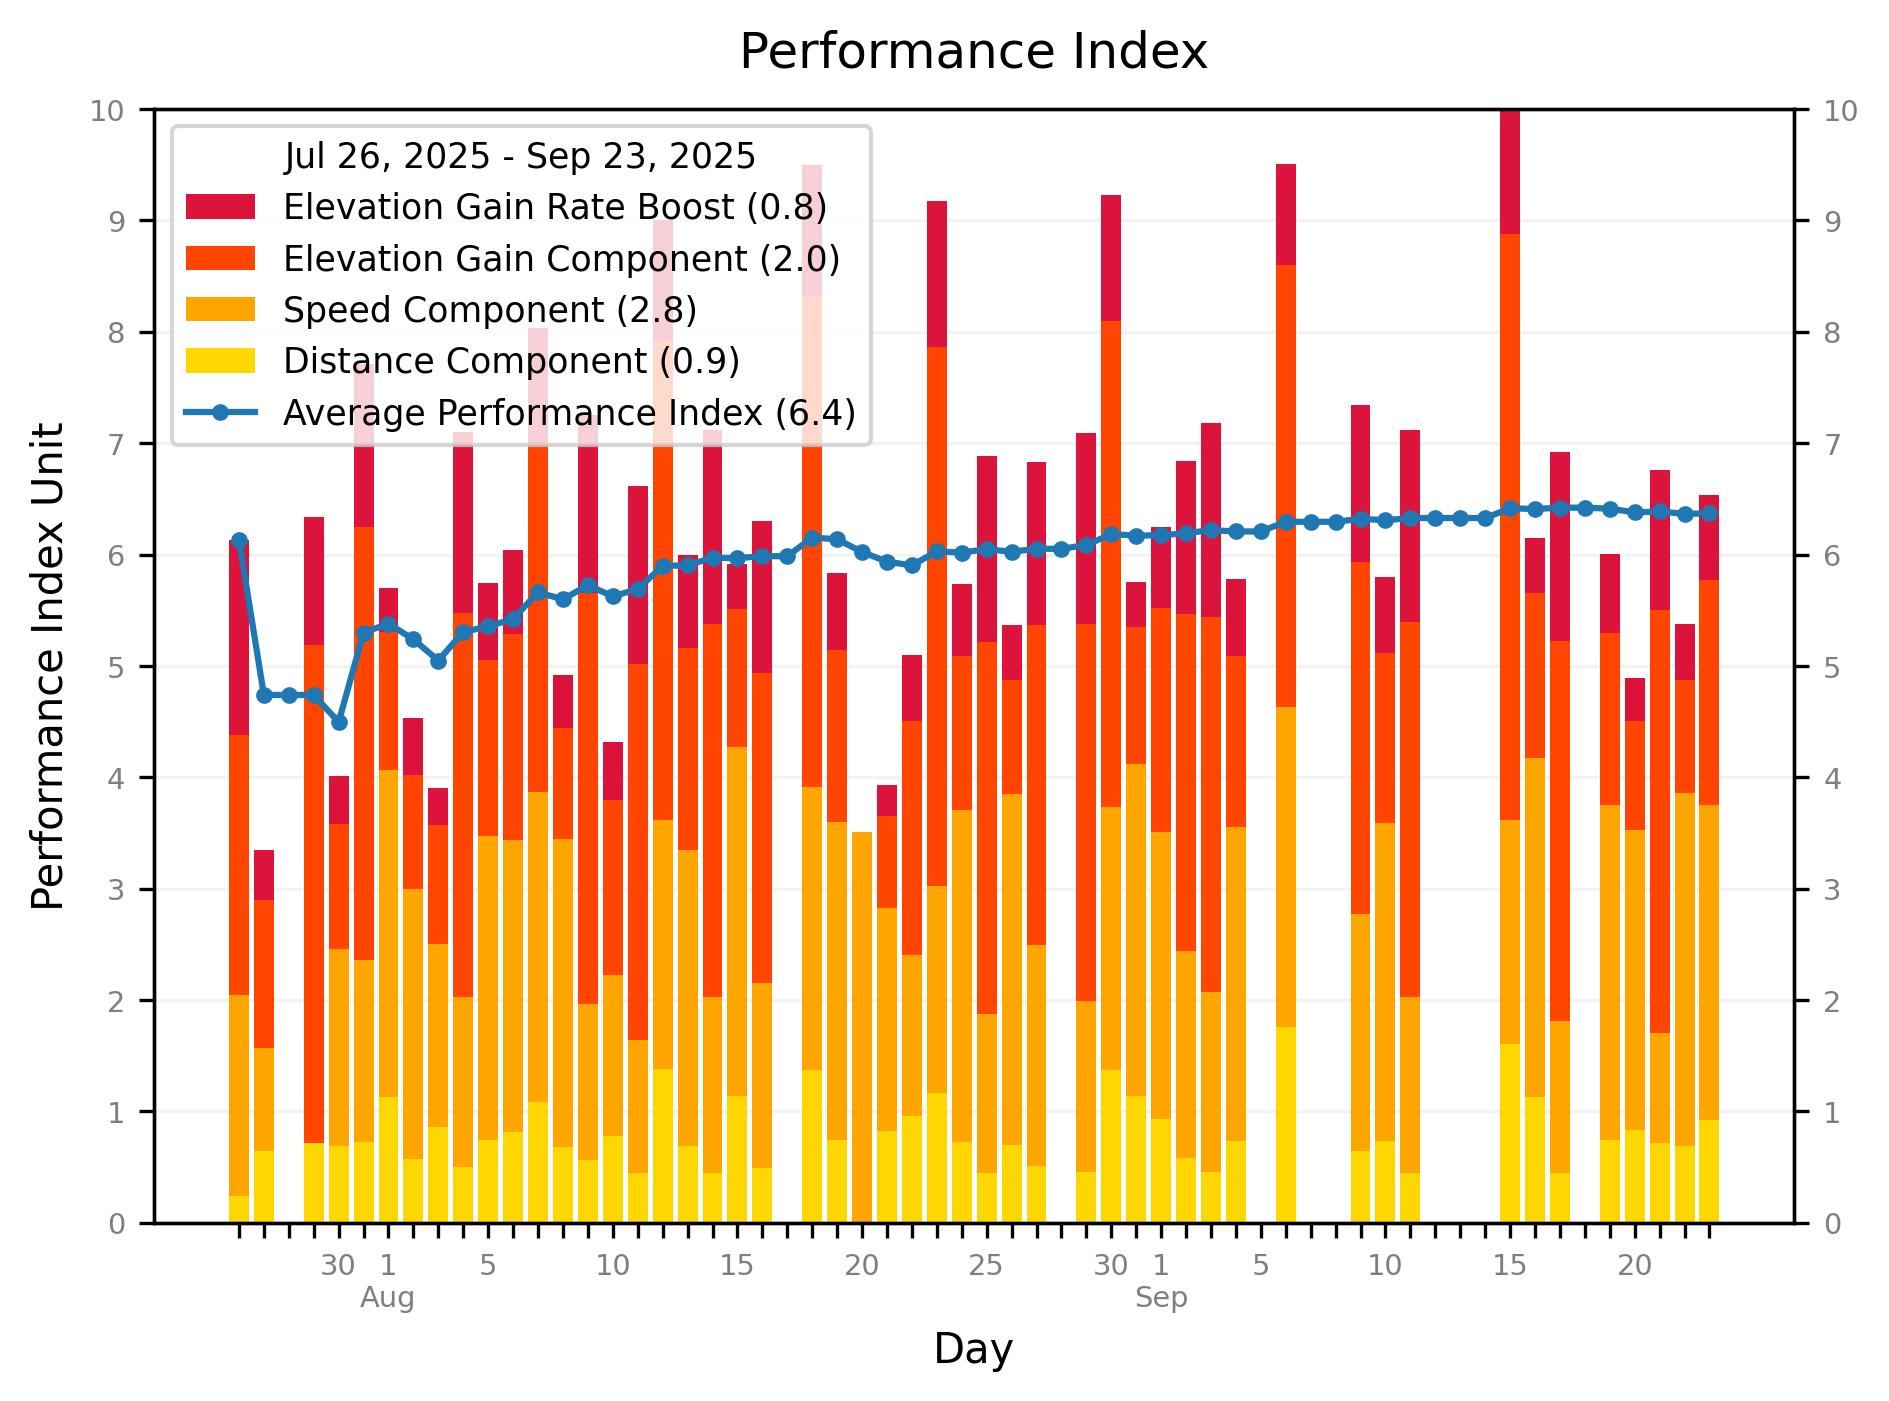 Performance Index
Jul 26, 2025 - Sep 23, 2025
Elevation Gain Rate Boost (0.8)
Elevation Gain Component (2.0)
Speed Component (2.8)
Distance Component (0.9)
Average Performance Index (6.4)
Performance Index Unit
10 10
9 9
8 8
7 7
6 6
5 5
4 4
3 3
2 2
1 1
0 0
30 1 5 10 15 20 25 30 1 5 10 15 20
Aug Sep
Day